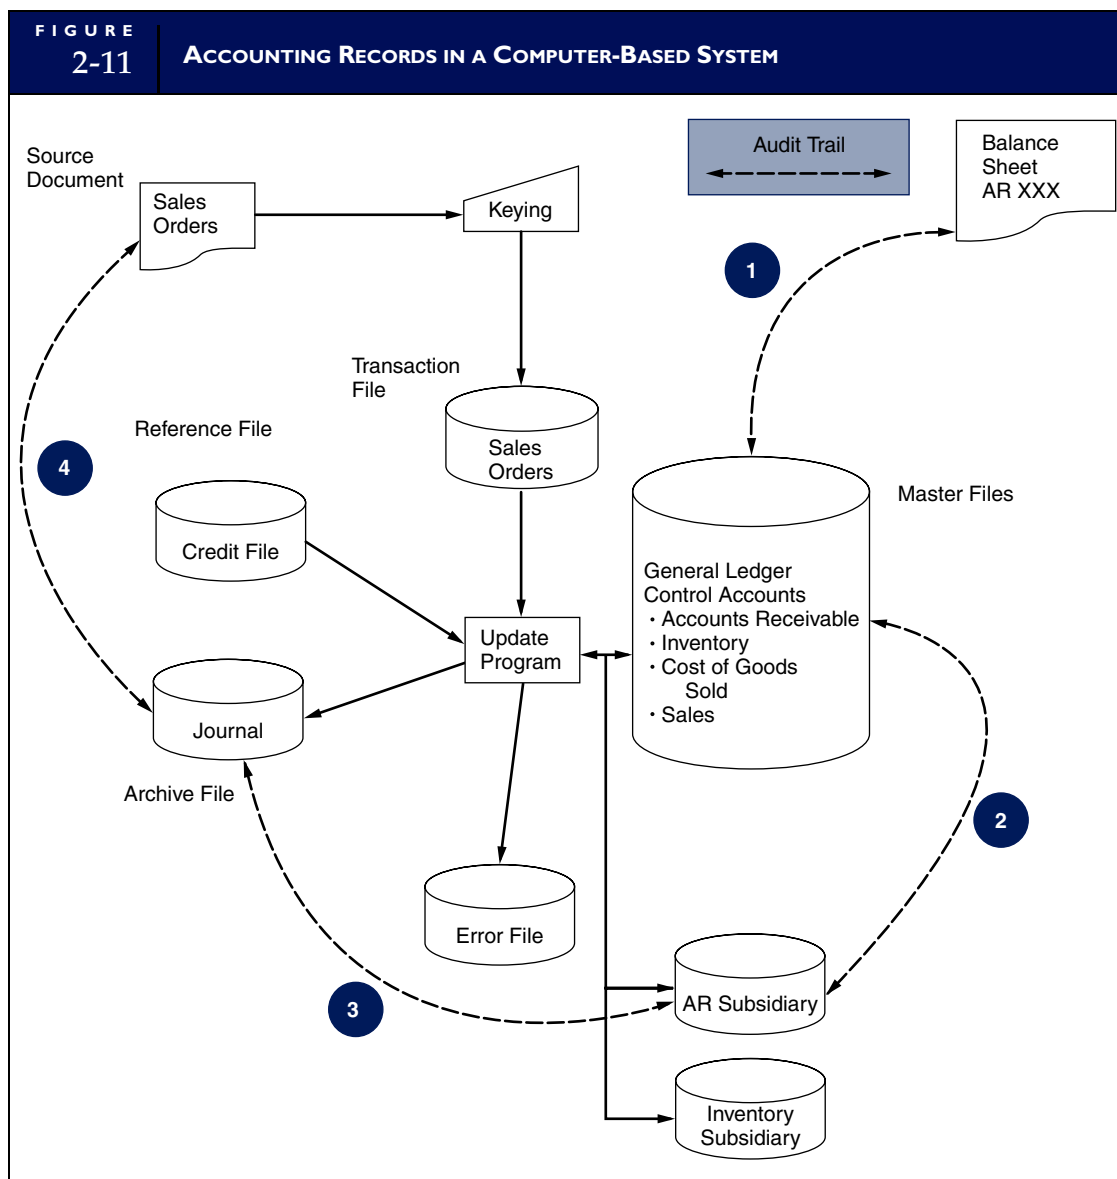 FIGURE
2-11
ACCOUNTING RECORDS IN A COMPUTER-BASED SYSTEM
Source
Document
Sales
Orders
Keying
Audit Trail
Balance
Sheet
AR XXX
1
Transaction
File
Sales
Orders
Reference File
4
Credit File
Master Files
General Ledger
Control Accounts
· Accounts Receivable
· Inventory
· Cost of Goods
Sold
· Sales
Update
Program
Journal
Archive File
2
Error File
3
AR Subsidiary
Inventory
Subsidiary